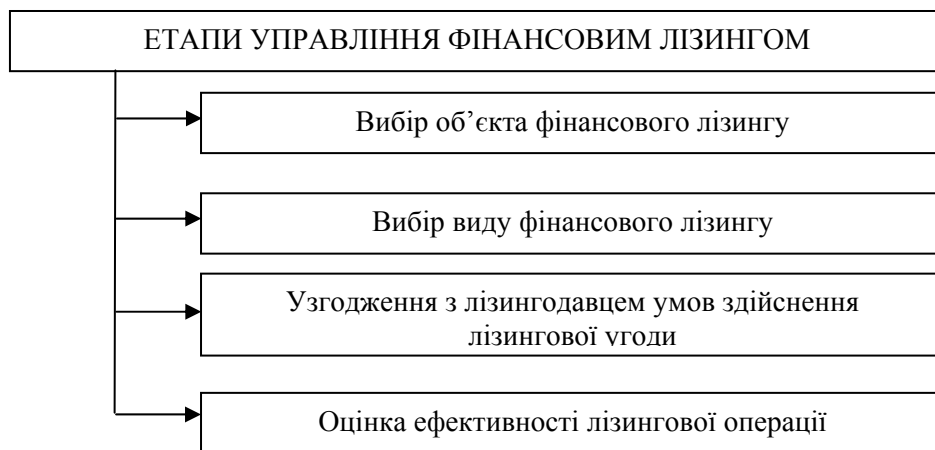 ЕТАПИ УПРАВЛІННЯ ФІНАНСОВИМ ЛІЗИНГОМ
Вибір об’єкта фінансового лізингу
Вибір виду фінансового лізингу
Узгодження з лізингодавцем умов здійснення
лізингової угоди
Оцінка ефективності лізингової операції